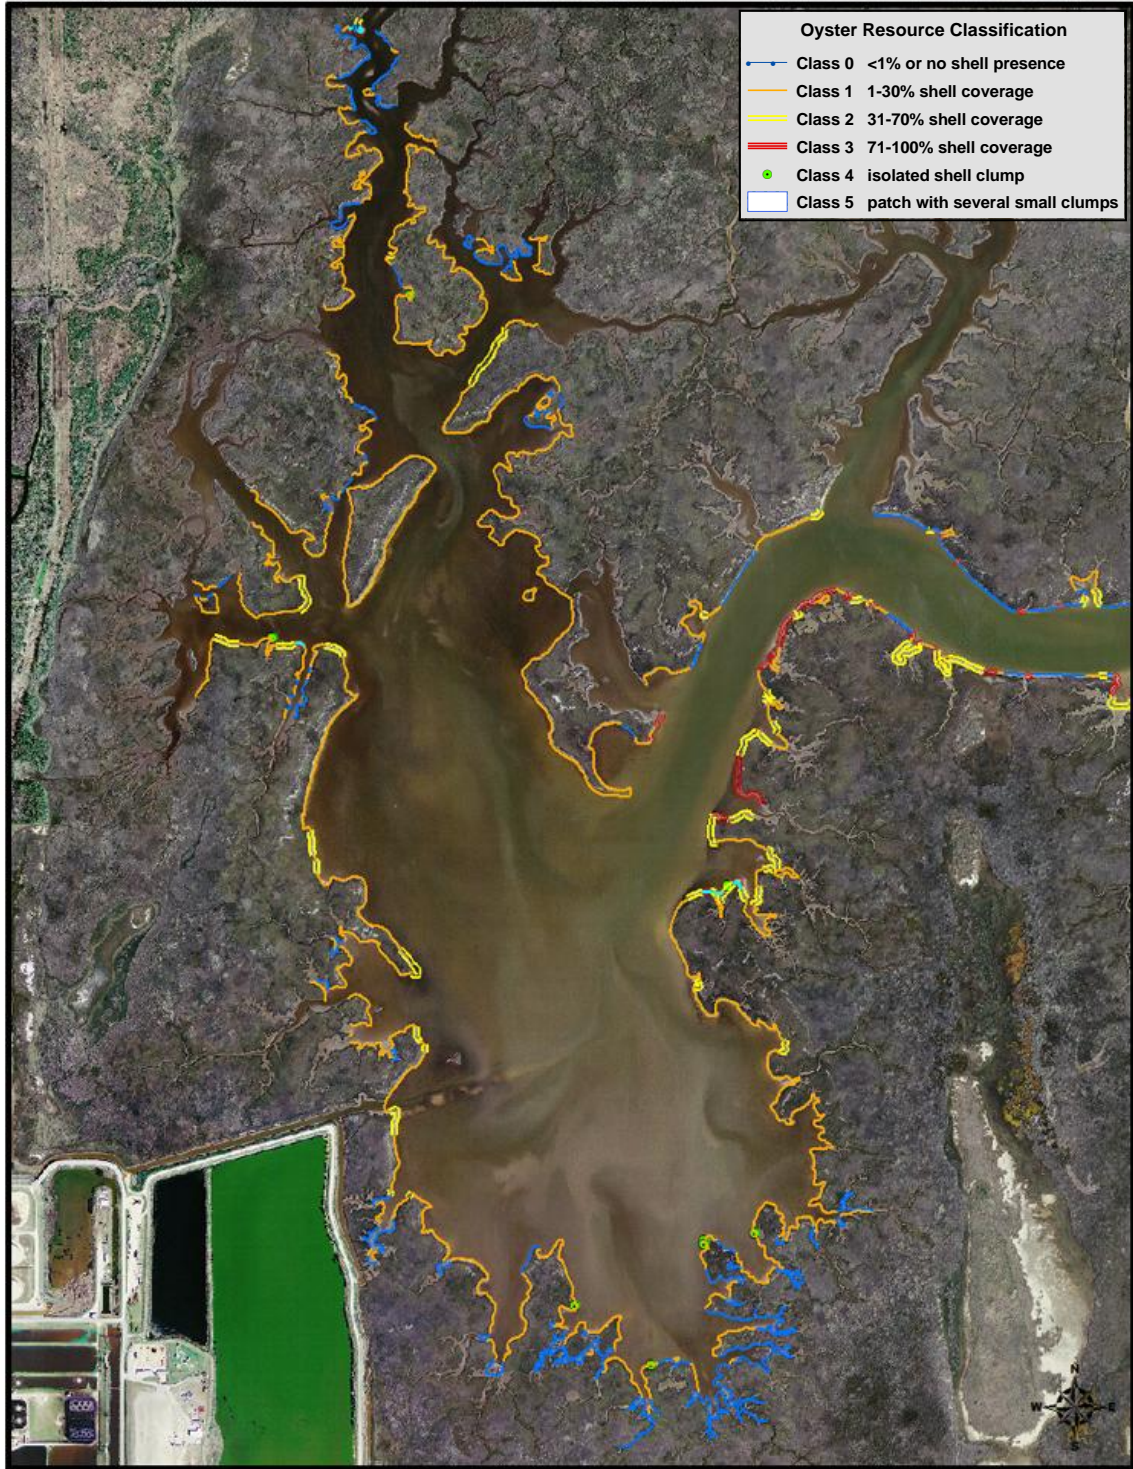 Oyster Resource Classification
Class 0 <1% or no shell presence
Class 1 1-30% shell coverage
Class 2 31-70% shell coverage
Class 3 71-100% shell coverage
Class 4 isolated shell clump
Class 5 patch with several small clumps
N
W E
S